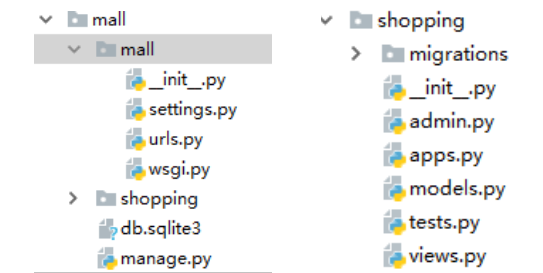 mall
mall
__init__.py
settings.py
urls.py
wsgi.py
shopping
db.sqlite3
manage.py
shopping
migrations
__init__.py
admin.py
apps.py
models.py
tests.py
views.py